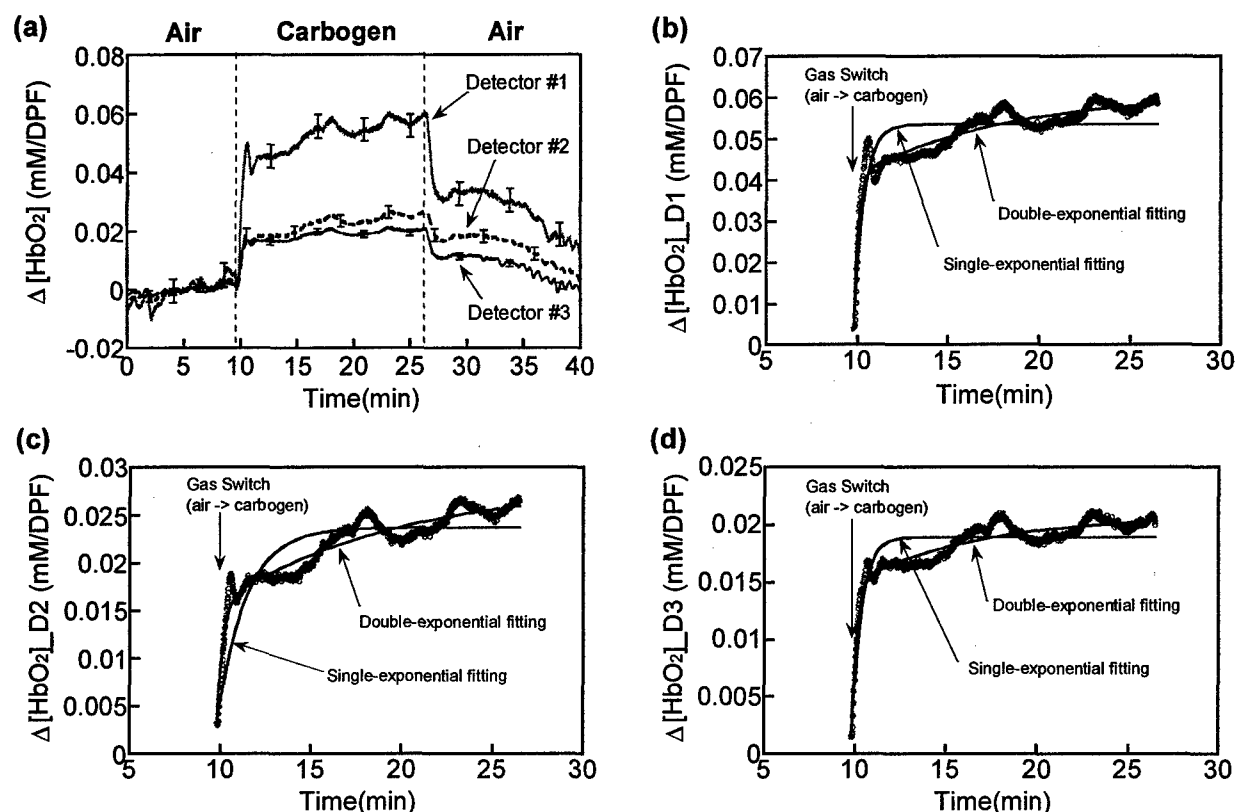 (a)
Air Carbogen Air
Δ[HbO2] (mM/DPF)
0.08
0.06
0.04
0.02
0
-0.02
Detector #1
Detector #2
Detector #3
0 5 10 15 20 25 30 35 40
Time(min)
(b)
Δ[HbO2]_D1 (mM/DPF)
0.07
0.06
0.05
0.04
0.03
0.02
0.01
0
Gas Switch
(air -> carbogen)
Double-exponential fitting
Single-exponential fitting
5 10 15 20 25 30
Time(min)
(c)
Δ[HbO2]_D2 (mM/DPF)
0.03
0.025
0.02
0.015
0.01
0.005
0
Gas Switch
(air -> carbogen)
Double-exponential fitting
Single-exponential fitting
5 10 15 20 25 30
Time(min)
(d)
Δ[HbO2]_D3 (mM/DPF)
0.025
0.02
0.015
0.01
0.005
0
Gas Switch
(air -> carbogen)
Double-exponential fitting
Single-exponential fitting
5 10 15 20 25 30
Time(min)